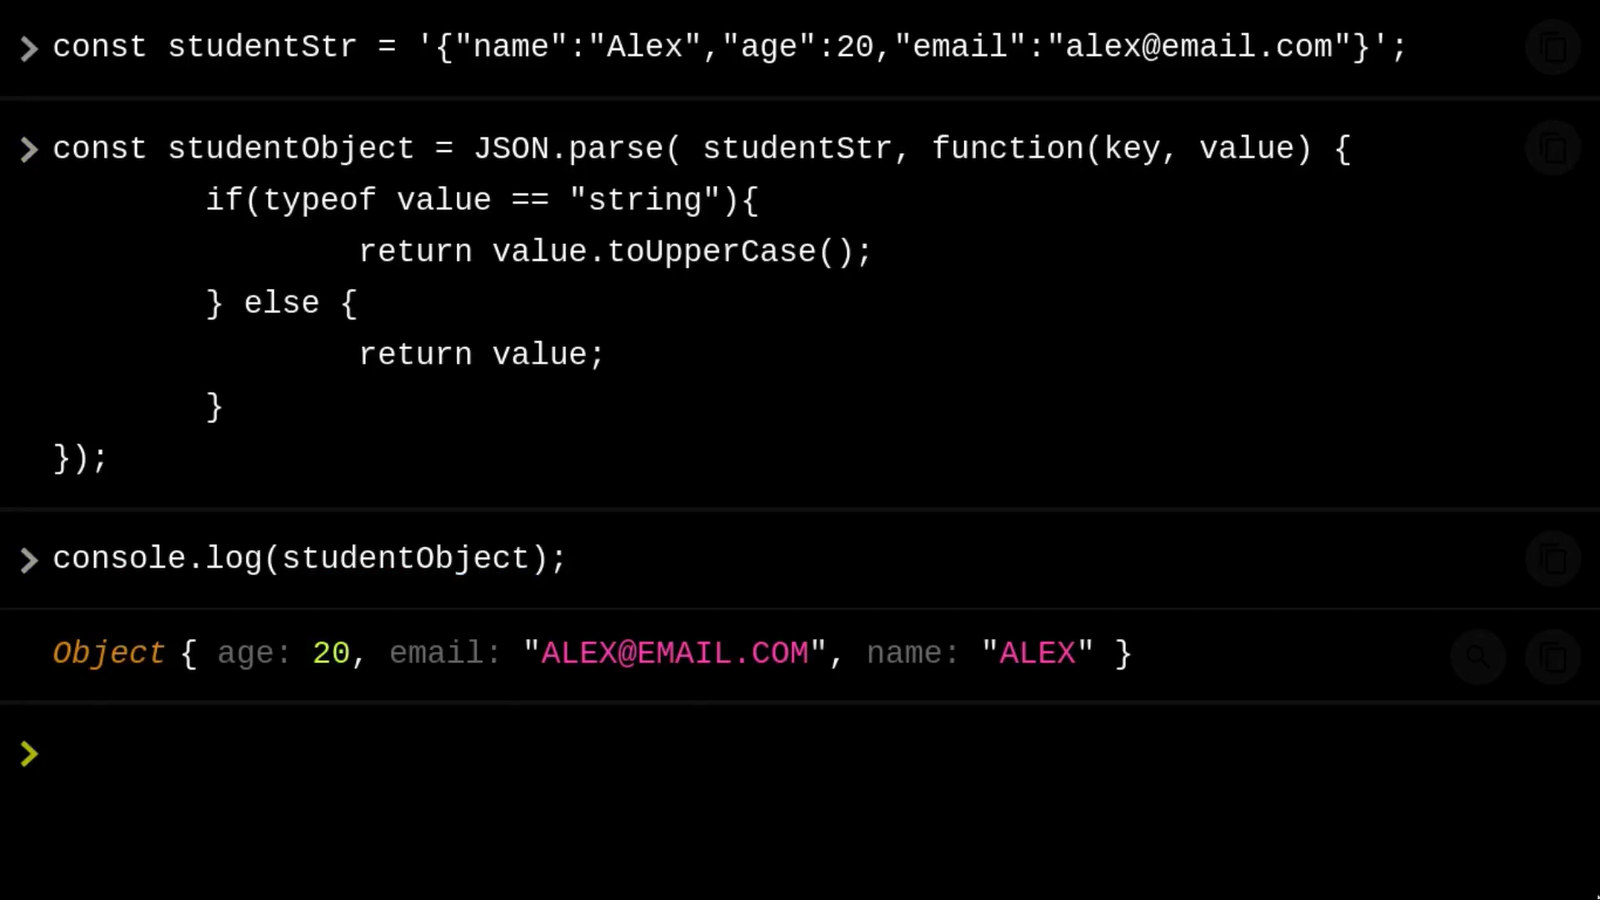 const studentStr = '{"name":"Alex","age":20,"email":"alex@email.com"}';
const studentObject = JSON.parse( studentStr, function(key, value) {
if(typeof value == "string"){
return value.toUpperCase();
} else {
return value;
}
});
console.log(studentObject);
Object { age: 20, email: "ALEX@EMAIL.COM", name: "ALEX" }